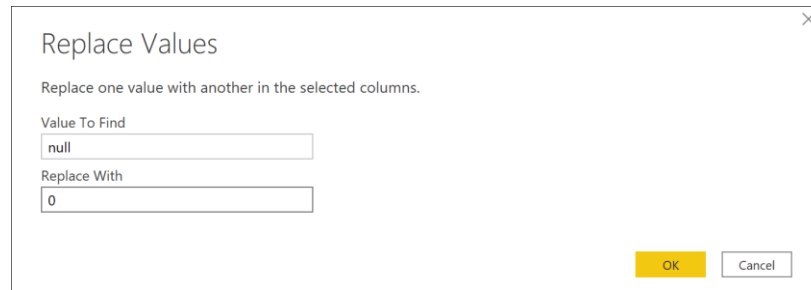 Replace Values
Replace one value with another in the selected columns.
Value To Find
null
Replace With
0
OK Cancel